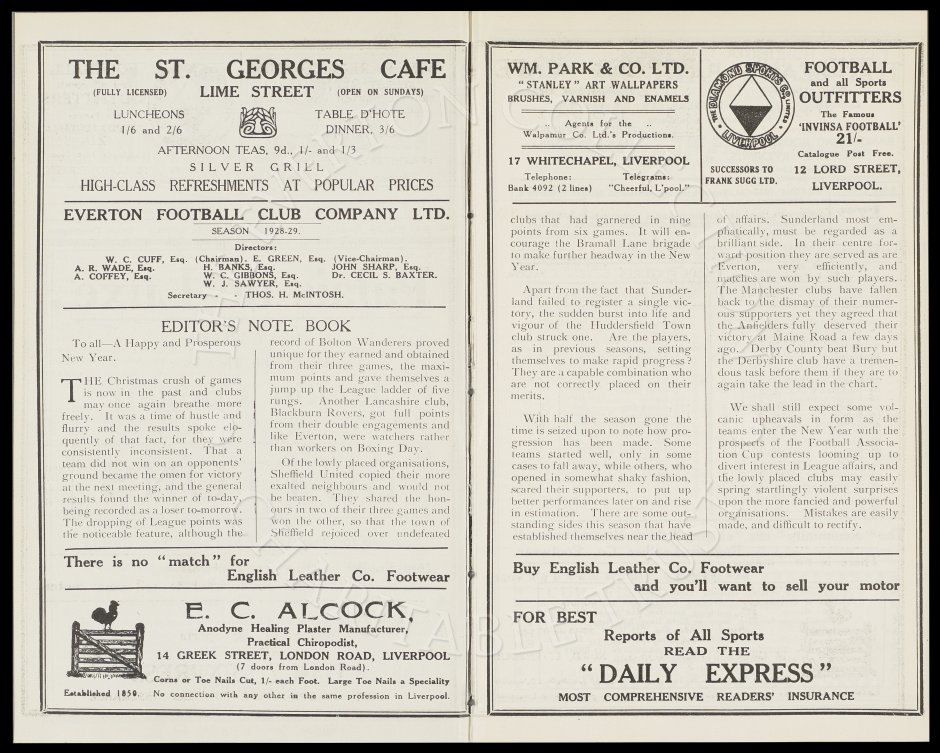 THE ST. GEORGES CAFE
(FULLY LICENSED) LIME STREET (OPEN ON SUNDAYS)
LUNCHEONS
1/6 and 2/6
TABLE D'HOTE
DINNER, 3/6
AFTERNOON TEAS, 9d., 1/- and 1/3
SILVER GRILL
HIGH-CLASS REFRESHMENTS AT POPULAR PRICES
EVERTON FOOTBALL CLUB COMPANY LTD.
SEASON 1928-29.
Directors:
W. C. CUFF, Esq. (Chairman). E. GREEN, Esq. (Vice-Chairman).
A. R. WADE, Esq. H. BANKS, Esq. JOHN SHARP, Esq.
A. COFFEY, Esq. W. C. GIBBONS, Esq. Dr. CECIL S. BAXTER.
W. J. SAWYER, Esq.
Secretary - - THOS. H. McINTOSH.
EDITOR'S NOTE BOOK
To all—A Happy and Prosperous
New Year.
THE Christmas crush of games
is now in the past and clubs
may once again breathe more
freely. It was a time of hustle and
flurry and the results spoke elo-
quently of that fact, for they were
consistently inconsistent. That a
team did not win on an opponents'
ground became the omen for victory
at the next meeting, and the general
results found the winner of to-day,
being recorded as a loser to-morrow.
The dropping of League points was
the noticeable feature, although the
record of Bolton Wanderers proved
unique for they earned and obtained
from their three games, the maxi-
mum points and gave themselves a
jump up the League ladder of five
rungs. Another Lancashire club,
Blackburn Rovers, got full points
from their double engagements and
like Everton, were watchers rather
than workers on Boxing Day.
Of the lowly placed organisations,
Sheffield United copied their more
exalted neighbours and would not
be beaten. They shared the hon-
ours in two of their three games and
won the other, so that the town of
Sheffield rejoiced over undefeated
There is no "match" for
English Leather Co. Footwear
E. C. ALCOCK,
Anodyne Healing Plaster Manufacturer,
Practical Chiropodist,
14 GREEK STREET, LONDON ROAD, LIVERPOOL
(7 doors from London Road).
Corns or Toe Nails Cut, 1/- each Foot. Large Toe Nails a Speciality
Established 1850. No connection with any other in the same profession in Liverpool.
WM. PARK & CO. LTD.
"STANLEY" ART WALLPAPERS
BRUSHES, VARNISH AND ENAMELS
.. Agents for the ..
Walpamur Co. Ltd.'s Productions.
17 WHITECHAPEL, LIVERPOOL
Telephone: Telegrams:
Bank 4092 (2 lines) "Cheerful, L'pool."
THE DIAMOND SPORTS Co LIMITED
LIVERPOOL
SUCCESSORS TO
FRANK SUGG LTD.
FOOTBALL
and all Sports
OUTFITTERS
The Famous
'INVINSA FOOTBALL'
21/-
Catalogue Post Free.
12 LORD STREET,
LIVERPOOL.
clubs that had garnered in nine
points from six games. It will en-
courage the Bramall Lane brigade
to make further headway in the New
Year.
Apart from the fact that Sunder-
land failed to register a single vic-
tory, the sudden burst into life and
vigour of the Huddersfield Town
club struck one. Are the players,
as in previous seasons, setting
themselves to make rapid progress?
They are a capable combination who
are not correctly placed on their
merits.
With half the season gone the
time is seized upon to note how pro-
gression has been made. Some
teams started well, only in some
cases to fall away, while others, who
opened in somewhat shaky fashion,
scared their supporters, to put up
better performances later on and rise
in estimation. There are some out-
standing sides this season that have
established themselves near the head
of affairs. Sunderland most em-
phatically, must be regarded as a
brilliant side. In their centre for-
ward position they are served as are
Everton, very efficiently, and
matches are won by such players.
The Manchester clubs have fallen
back to the dismay of their numer-
ous supporters yet they agreed that
the Anfielders fully deserved their
victory at Maine Road a few days
ago. Derby County beat Bury but
the Derbyshire club have a tremen-
dous task before them if they are to
again take the lead in the chart.
We shall still expect some vol-
canic upheavals in form as the
teams enter the New Year with the
prospects of the Football Associa-
tion Cup contests looming up to
divert interest in League affairs, and
the lowly placed clubs may easily
spring startlingly violent surprises
upon the more fancied and powerful
organisations. Mistakes are easily
made, and difficult to rectify.
Buy English Leather Co. Footwear
and you'll want to sell your motor
FOR BEST
Reports of All Sports
READ THE
"DAILY EXPRESS"
MOST COMPREHENSIVE READERS' INSURANCE